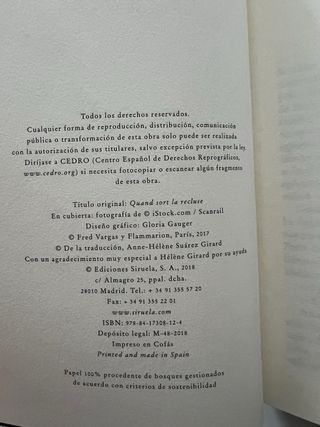 Todos los derechos reservados.
Cualquier forma de reproducción, distribución, comunicación
pública o transformación de esta obra solo puede ser realizada
con la autorización de sus titulares, salvo excepción prevista por la ley.
Diríjase a CEDRO (Centro Español de Derechos Reprográficos,
www.cedro.org) si necesita fotocopiar o escanear algún fragmento
de esta obra.
Título original: Quand sort la recluse
En cubierta: fotografía de © iStock.com / Scanrail
Diseño gráfico: Gloria Gauger
© Fred Vargas y Flammarion, París, 2017
© De la traducción, Anne-Hélène Suárez Girard
Con un agradecimiento muy especial a Hélène Girard por su ayuda
© Ediciones Siruela, S. A., 2018
c/ Almagro 25, ppal. dcha.
28010 Madrid. Tel.: + 34 91 355 57 20
Fax: + 34 91 355 22 01
www.siruela.com
ISBN: 978-84-17308-12-4
Depósito legal: M-48-2018
Impreso en Cofás
Printed and made in Spain
Papel 100% procedente de bosques gestionados
de acuerdo con criterios de sostenibilidad